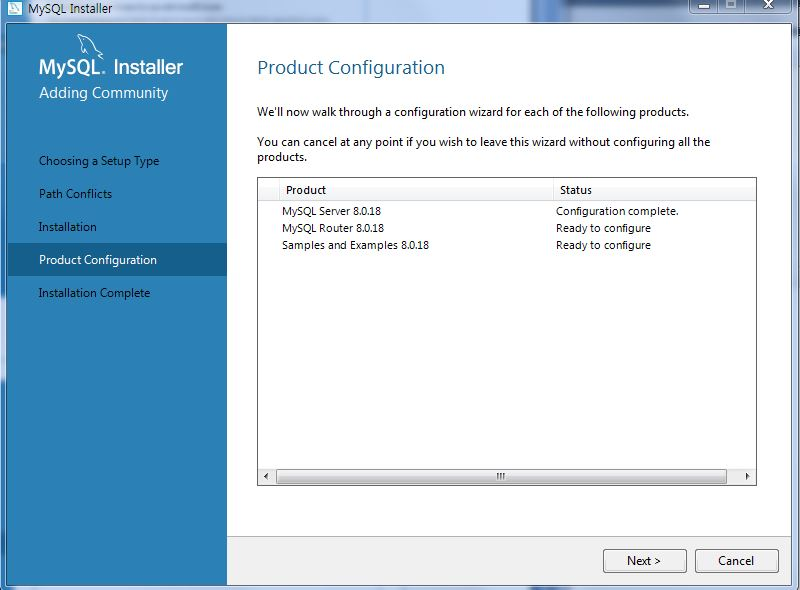 MySQL Installer
MySQL. Installer
Adding Community
Choosing a Setup Type
Path Conflicts
Installation
Product Configuration
Installation Complete
Product Configuration
We'll now walk through a configuration wizard for each of the following products.
You can cancel at any point if you wish to leave this wizard without configuring all the
products.
Product Status
MySQL Server 8.0.18 Configuration complete.
MySQL Router 8.0.18 Ready to configure
Samples and Examples 8.0.18 Ready to configure
Next > Cancel